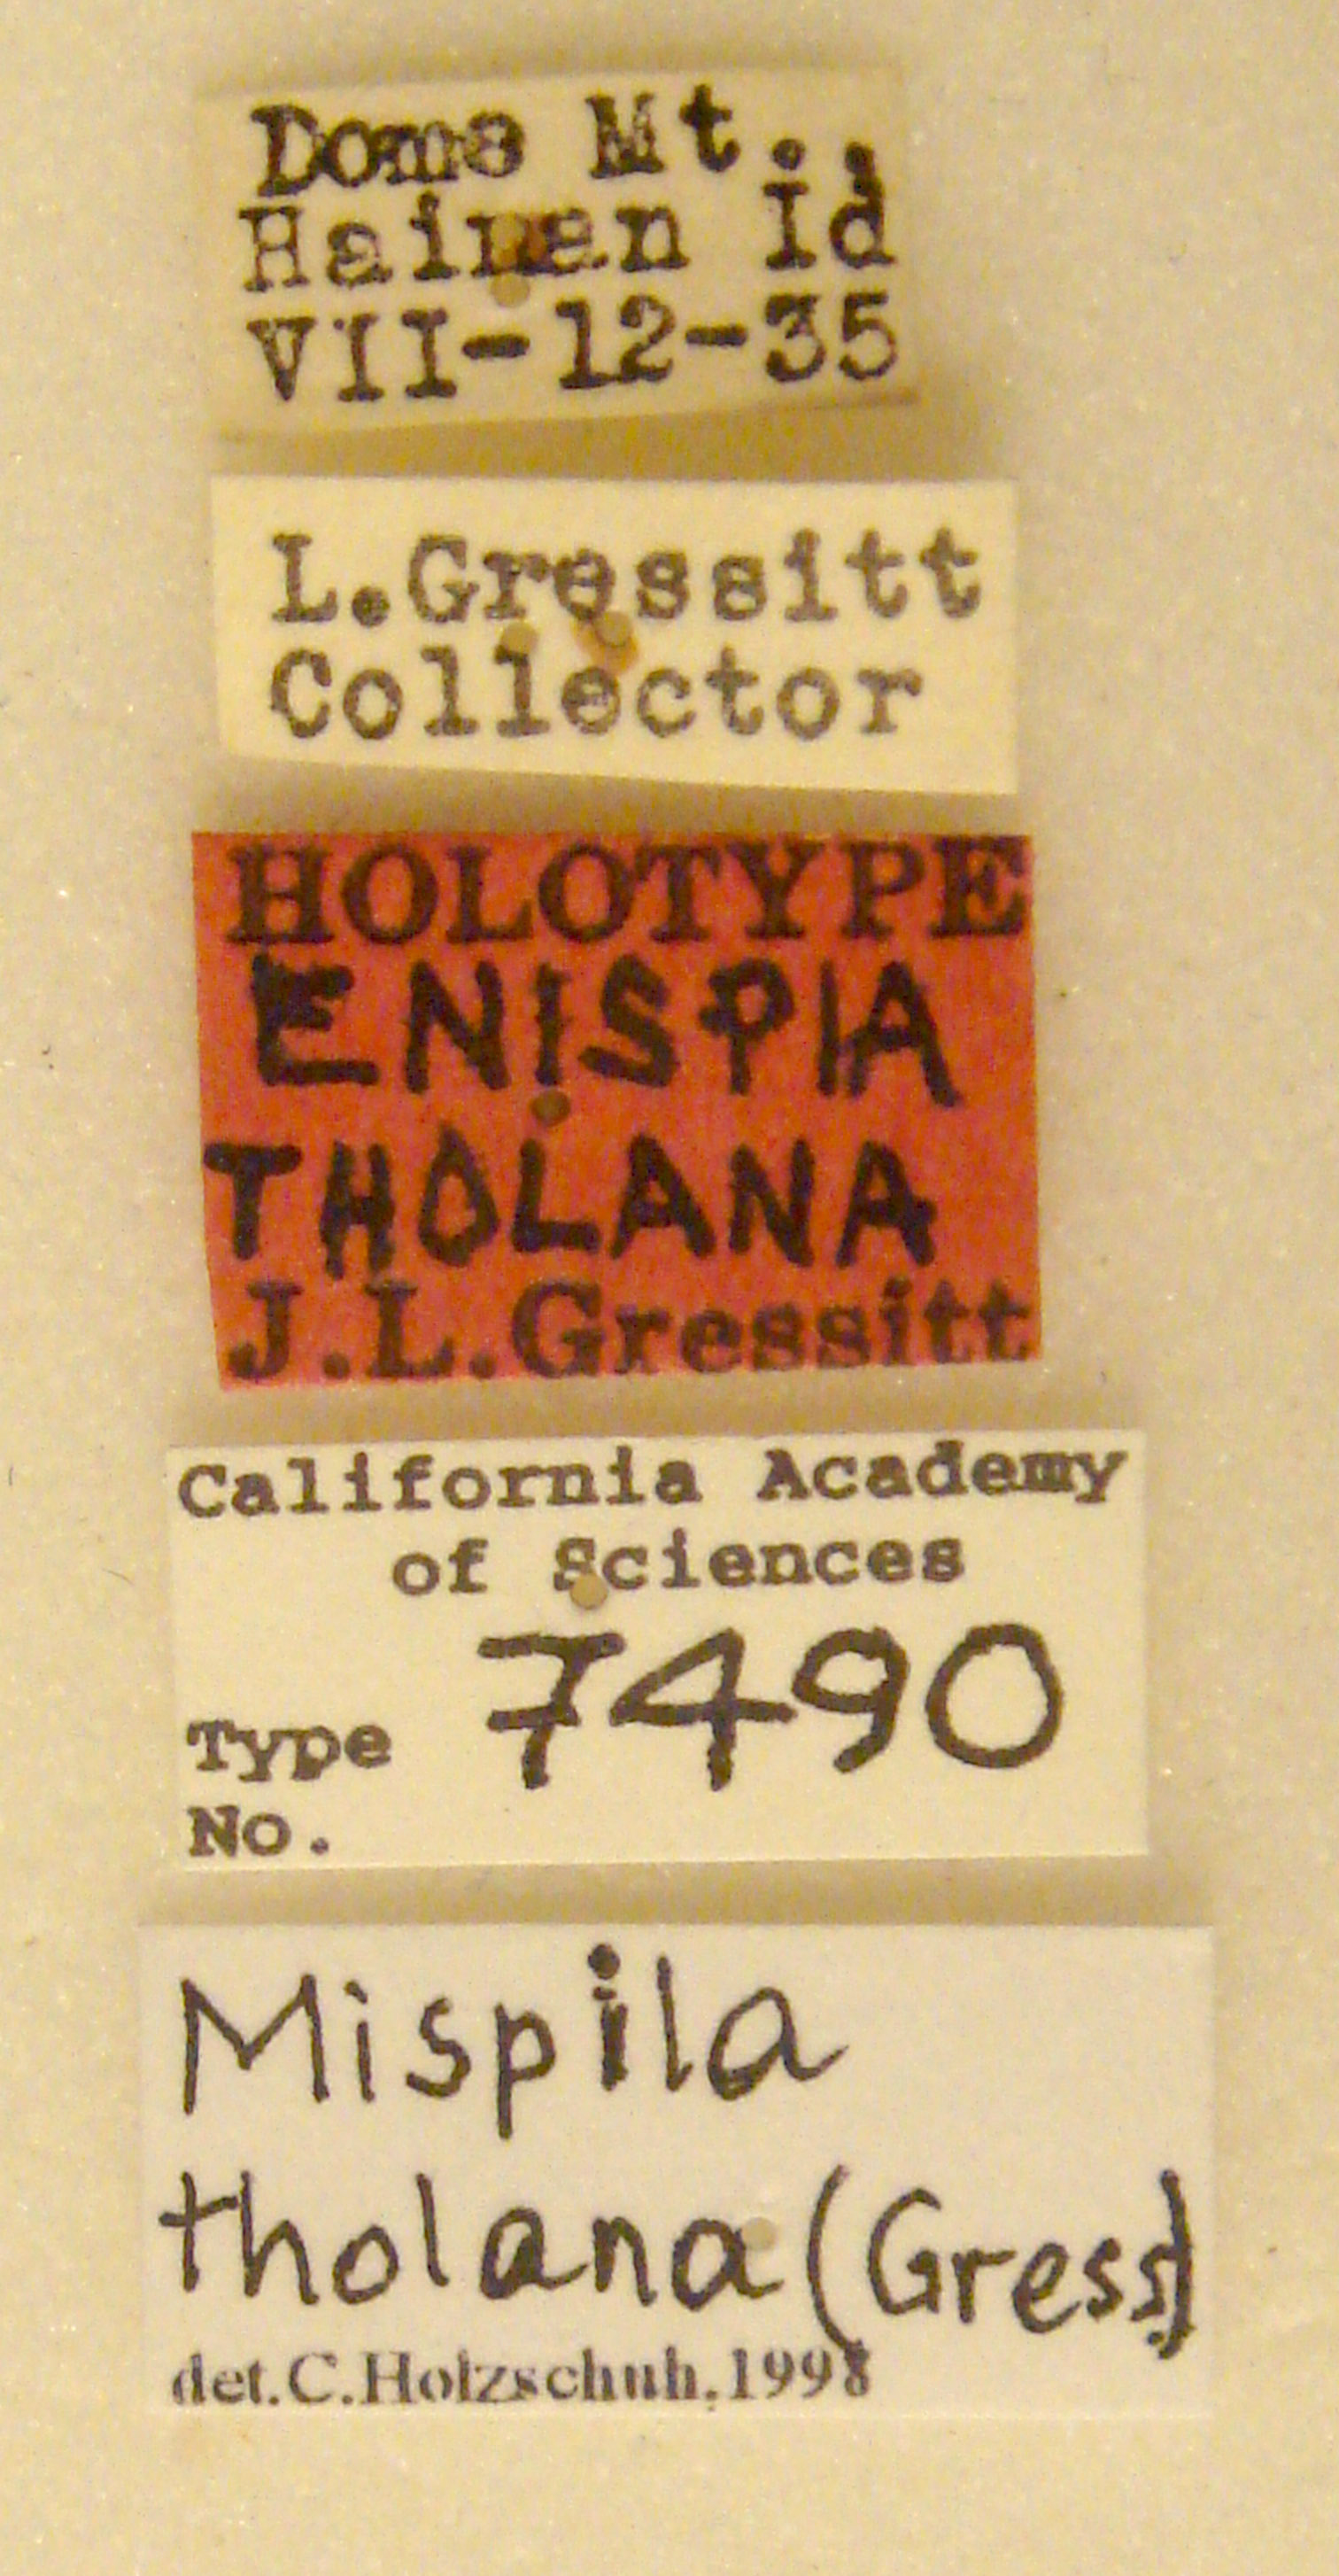 Dome Mt.,
Hainan Id
VII-12-35
L.Gressitt
Collector
HOLOTYPE
ENISPIA
THOLANA
J.L.Gressitt
California Academy
of Sciences
7490
Type
No.
Mispila
tholana (Gress.)
det.C.Holzschuh.1998